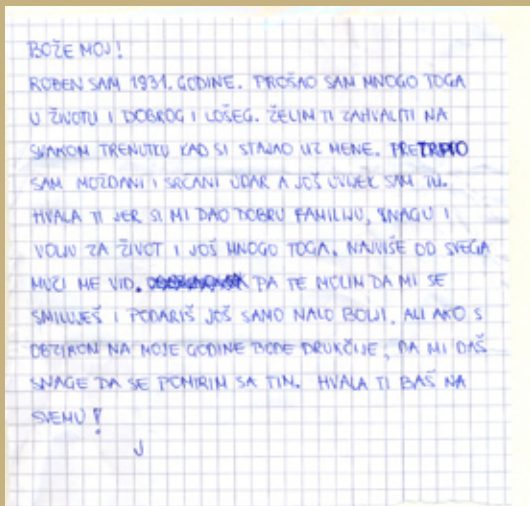 BOŽE MOJ!
ROĐEN SAM 1931. GODINE. PROŠAO SAM MNOGO TOGA
U ŽIVOTU I DOBROG I LOŠEG. ŽELIM TI ZAHVALITI NA
SVAKOM TRENUTKU KAD SI STAJAO UZ MENE. PRETRPIO
SAM MOŽDANI I SRČANI UDAR A JOŠ UVIJEK SAM TU.
HVALA TI JER SI MI DAO DOBRU FAMILIJU, SNAGU I
VOLJU ZA ŽIVOT I JOŠ MNOGO TOGA. NAJVIŠE OD SVEGA
MUČI ME VID. PA TE MOLIM DA MI SE
SMILUJEŠ I PODARIŠ JOŠ SAMO MALO BOLJI. ALI AKO S
OBZIROM NA MOJE GODINE BUDE DRUKČIJE, DA MI DAŠ
SNAGE DA SE POMIRIM SA TIM. HVALA TI BAŠ NA
SVEMU!
J